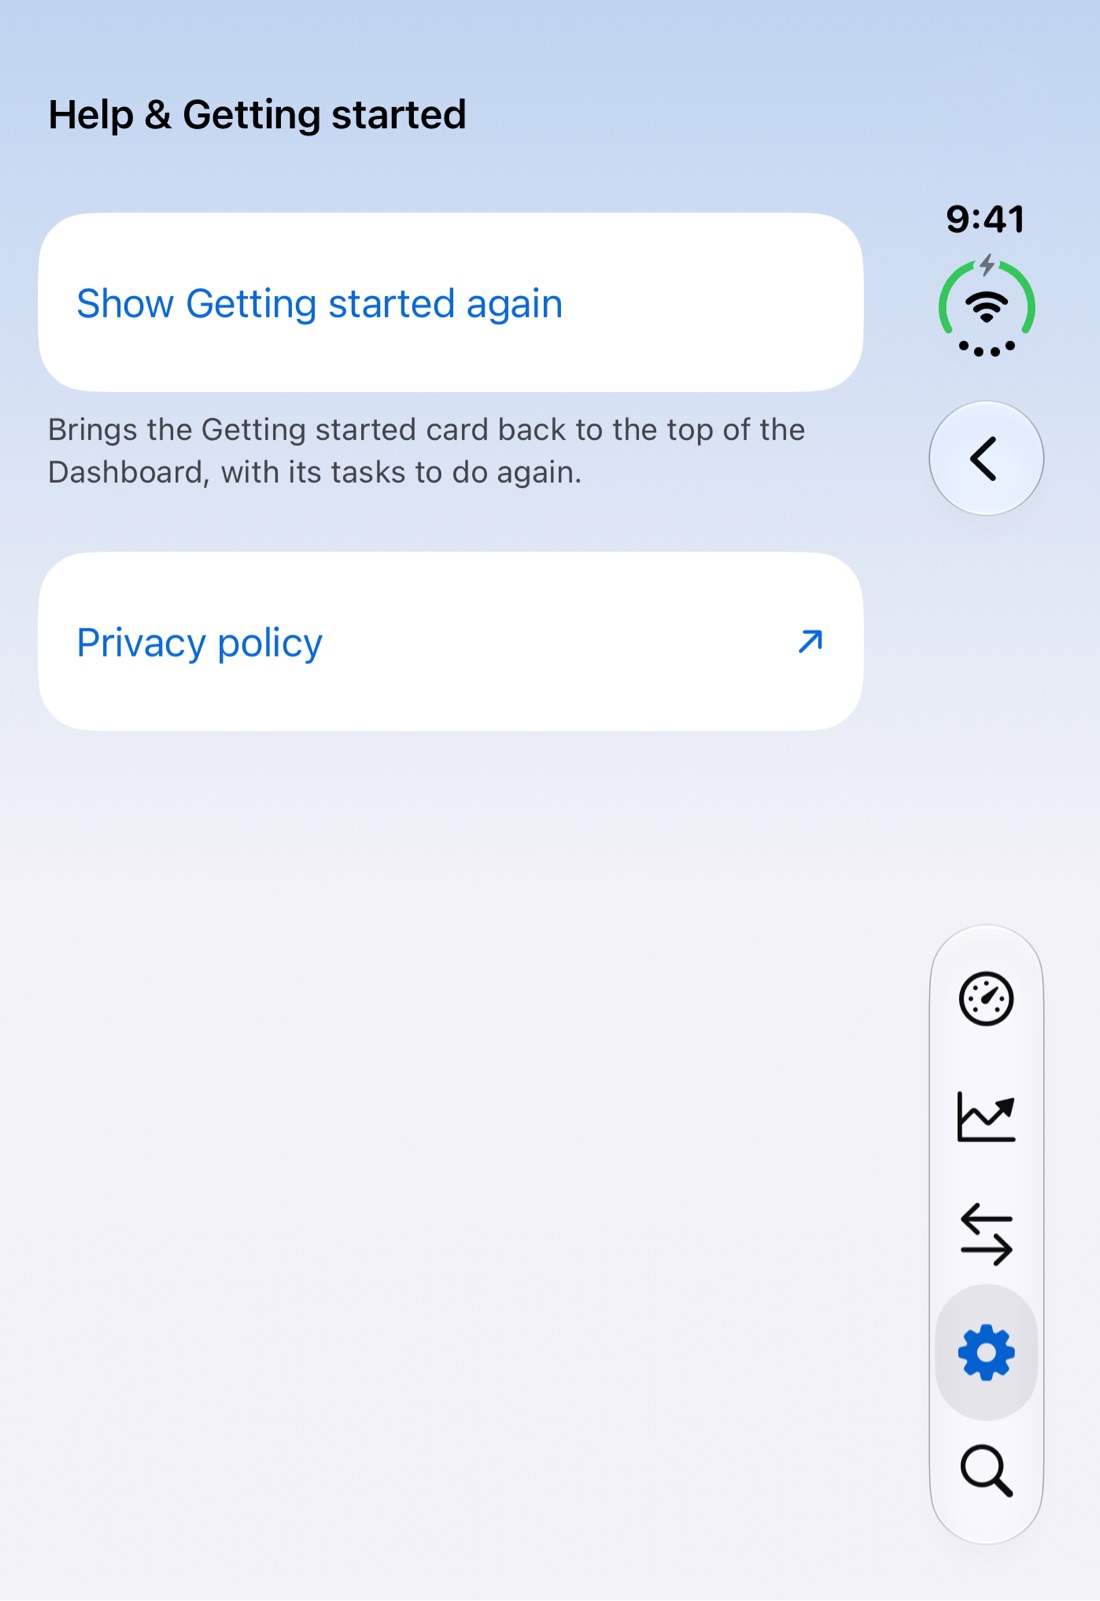 Help & Getting started
9:41
Show Getting started again
Brings the Getting started card back to the top of the
Dashboard, with its tasks to do again.
Privacy policy